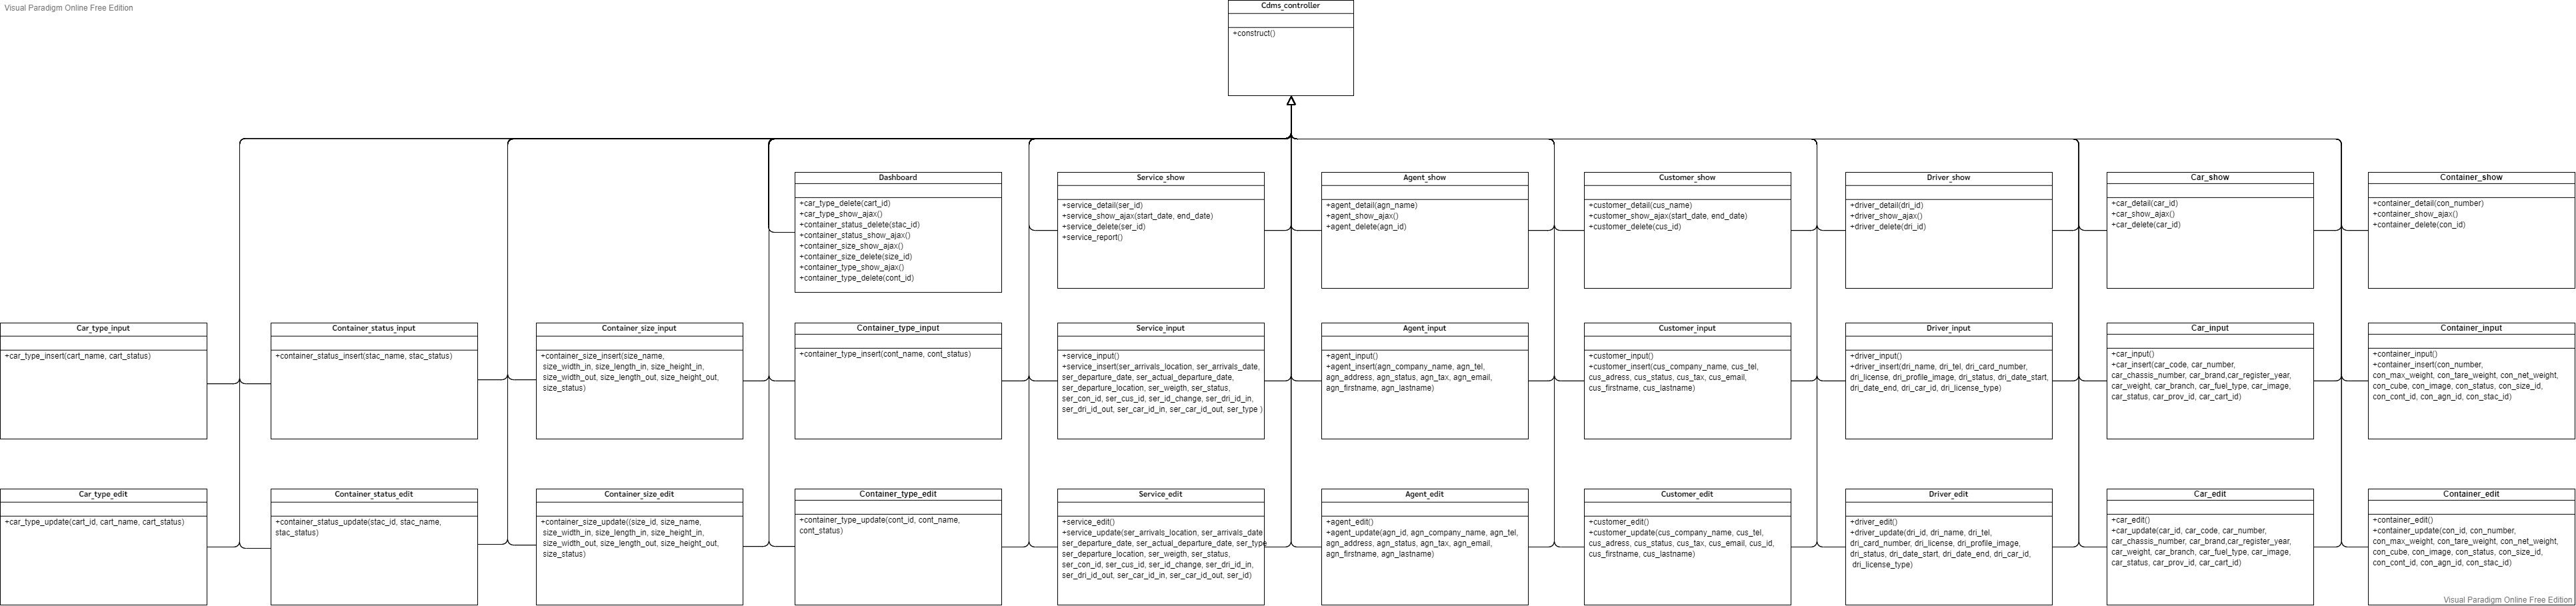 Visual Paradigm Online Free Edition
Cdms_controller
+construct()
Dashboard
+car_type_delete(cart_id)
+car_type_show_ajax()
+container_status_delete(stac_id)
+container_status_show_ajax()
+container_size_show_ajax()
+container_size_delete(size_id)
+container_type_show_ajax()
+container_type_delete(cont_id)
Service_show
+service_detail(ser_id)
+service_show_ajax(start_date, end_date)
+service_delete(ser_id)
+service_report()
Agent_show
+agent_detail(agn_name)
+agent_show_ajax()
+agent_delete(agn_id)
Customer_show
+customer_detail(cus_name)
+customer_show_ajax(start_date, end_date)
+customer_delete(cus_id)
Driver_show
+driver_detail(dri_id)
+driver_show_ajax()
+driver_delete(dri_id)
Car_show
+car_detail(car_id)
+car_show_ajax()
+car_delete(car_id)
Container_show
+container_detail(con_number)
+container_show_ajax()
+container_delete(con_id)
Car_type_input
+car_type_insert(cart_name, cart_status)
Container_status_input
+container_status_insert(stac_name, stac_status)
Container_size_input
+container_size_insert(size_name,
size_width_in, size_length_in, size_height_in,
size_width_out, size_length_out, size_height_out,
size_status)
Container_type_input
+container_type_insert(cont_name, cont_status)
Service_input
+service_input()
+service_insert(ser_arrivals_location, ser_arrivals_date,
ser_departure_date, ser_actual_departure_date,
ser_departure_location, ser_weigth, ser_status,
ser_con_id, ser_cus_id, ser_id_change, ser_dri_id_in,
ser_dri_id_out, ser_car_id_in, ser_car_id_out, ser_type )
Agent_input
+agent_input()
+agent_insert(agn_company_name, agn_tel,
agn_address, agn_status, agn_tax, agn_email,
agn_firstname, agn_lastname)
Customer_input
+customer_input()
+customer_insert(cus_company_name, cus_tel,
cus_adress, cus_status, cus_tax, cus_email,
cus_firstname, cus_lastname)
Driver_input
+driver_input()
+driver_insert(dri_name, dri_tel, dri_card_number,
dri_license, dri_profile_image, dri_status, dri_date_start,
dri_date_end, dri_car_id, dri_license_type)
Car_input
+car_input()
+car_insert(car_code, car_number,
car_chassis_number, car_brand,car_register_year,
car_weight, car_branch, car_fuel_type, car_image,
car_status, car_prov_id, car_cart_id)
Container_input
+container_input()
+container_insert(con_number,
con_max_weight, con_tare_weight, con_net_weight,
con_cube, con_image, con_status, con_size_id,
con_cont_id, con_agn_id, con_stac_id)
Car_type_edit
+car_type_update(cart_id, cart_name, cart_status)
Container_status_edit
+container_status_update(stac_id, stac_name,
stac_status)
Container_size_edit
+container_size_update((size_id, size_name,
size_width_in, size_length_in, size_height_in,
size_width_out, size_length_out, size_height_out,
size_status)
Container_type_edit
+container_type_update(cont_id, cont_name,
cont_status)
Service_edit
+service_edit()
+service_update(ser_arrivals_location, ser_arrivals_date
ser_departure_date, ser_actual_departure_date, ser_type
ser_departure_location, ser_weigth, ser_status,
ser_con_id, ser_cus_id, ser_id_change, ser_dri_id_in,
ser_dri_id_out, ser_car_id_in, ser_car_id_out, ser_id)
Agent_edit
+agent_edit()
+agent_update(agn_id, agn_company_name, agn_tel,
agn_address, agn_status, agn_tax, agn_email,
agn_firstname, agn_lastname)
Customer_edit
+customer_edit()
+customer_update(cus_company_name, cus_tel,
cus_adress, cus_status, cus_tax, cus_email, cus_id,
cus_firstname, cus_lastname)
Driver_edit
+driver_edit()
+driver_update(dri_id, dri_name, dri_tel,
dri_card_number, dri_license, dri_profile_image,
dri_status, dri_date_start, dri_date_end, dri_car_id,
dri_license_type)
Car_edit
+car_edit()
+car_update(car_id, car_code, car_number,
car_chassis_number, car_brand,car_register_year,
car_weight, car_branch, car_fuel_type, car_image,
car_status, car_prov_id, car_cart_id)
Container_edit
+container_edit()
+container_update(con_id, con_number,
con_max_weight, con_tare_weight, con_net_weight,
con_cube, con_image, con_status, con_size_id,
con_cont_id, con_agn_id, con_stac_id)
Visual Paradigm Online Free Edition